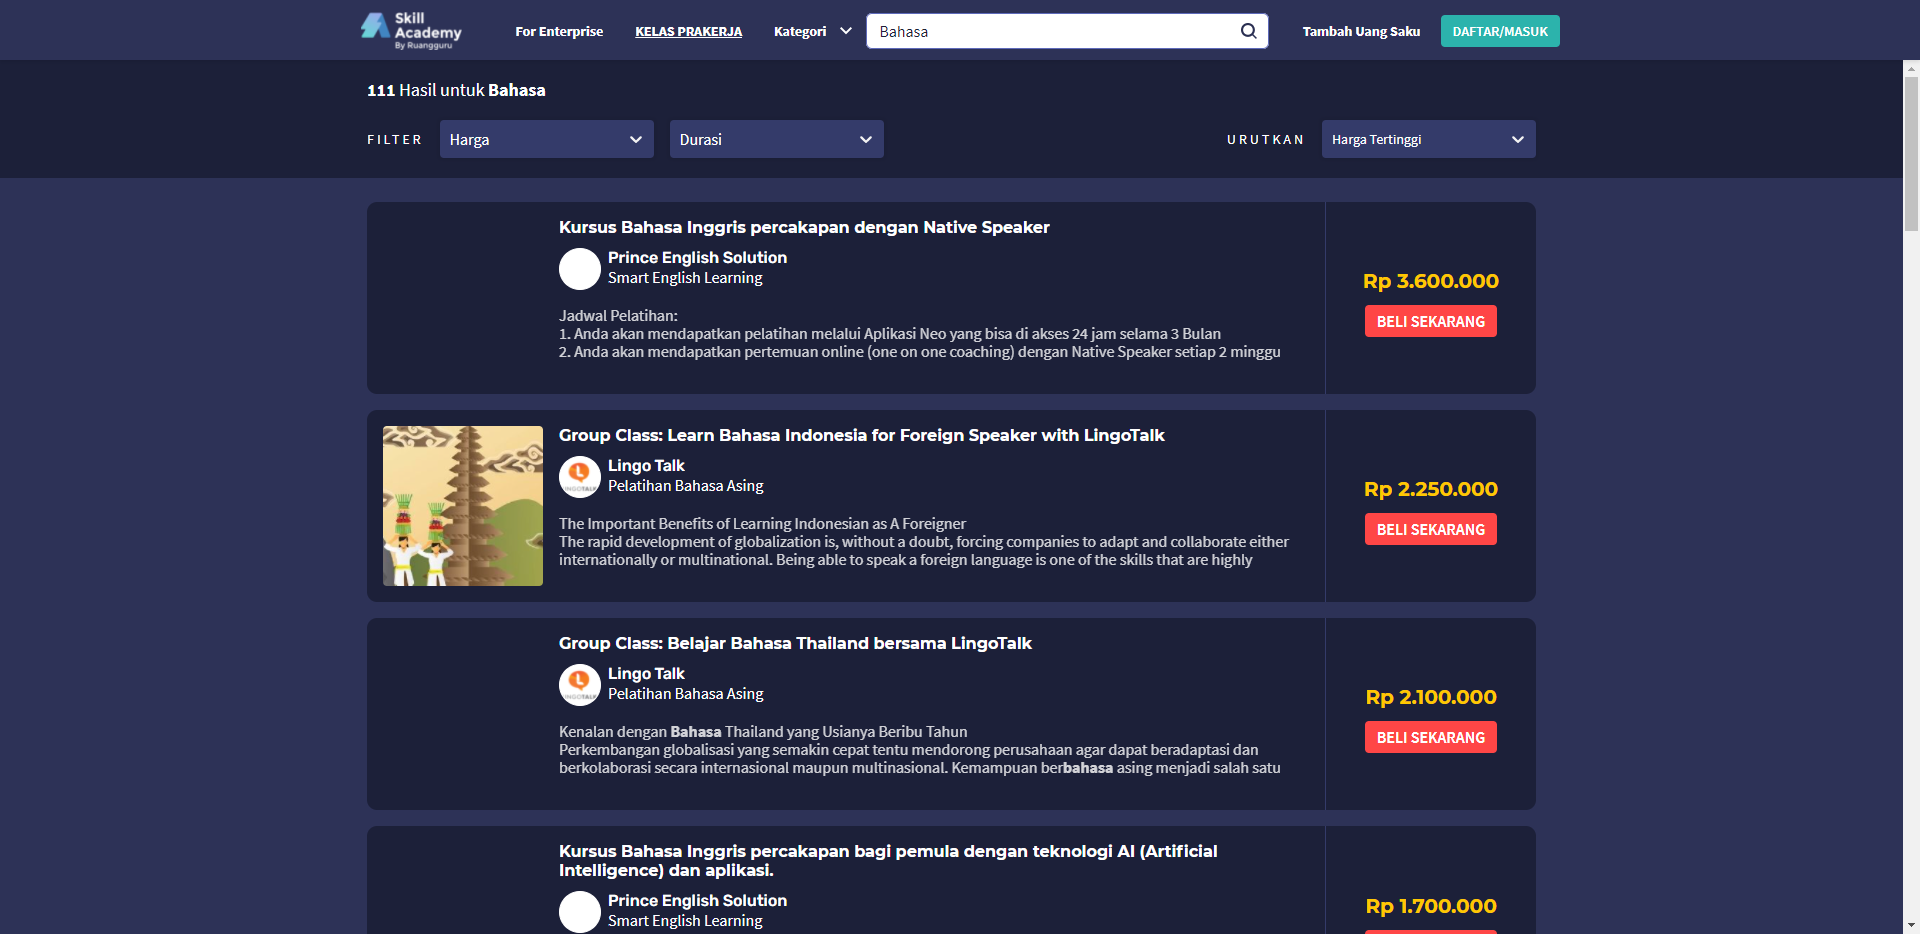 Skill
Academy
By Ruangguru
For Enterprise
KELAS PRAKERJA
Kategori
Bahasa
Tambah Uang Saku
DAFTAR/MASUK
111 Hasil untuk Bahasa
FILTER
Harga
Durasi
URUTKAN
Harga Tertinggi
Kursus Bahasa Inggris percakapan dengan Native Speaker
Prince English Solution
Smart English Learning
Jadwal Pelatihan:
1. Anda akan mendapatkan pelatihan melalui Aplikasi Neo yang bisa di akses 24 jam selama 3 Bulan
2. Anda akan mendapatkan pertemuan online (one on one coaching) dengan Native Speaker setiap 2 minggu
Rp 3.600.000
BELI SEKARANG
Group Class: Learn Bahasa Indonesia for Foreign Speaker with LingoTalk
Lingo Talk
Pelatihan Bahasa Asing
The Important Benefits of Learning Indonesian as A Foreigner
The rapid development of globalization is, without a doubt, forcing companies to adapt and collaborate either
internationally or multinational. Being able to speak a foreign language is one of the skills that are highly
Rp 2.250.000
BELI SEKARANG
Group Class: Belajar Bahasa Thailand bersama LingoTalk
Lingo Talk
Pelatihan Bahasa Asing
Kenalan dengan Bahasa Thailand yang Usianya Beribu Tahun
Perkembangan globalisasi yang semakin cepat tentu mendorong perusahaan agar dapat beradaptasi dan
berkolaborasi secara internasional maupun multinasional. Kemampuan berbahasa asing menjadi salah satu
Rp 2.100.000
BELI SEKARANG
Kursus Bahasa Inggris percakapan bagi pemula dengan teknologi AI (Artificial
Intelligence) dan aplikasi.
Prince English Solution
Smart English Learning
Rp 1.700.000